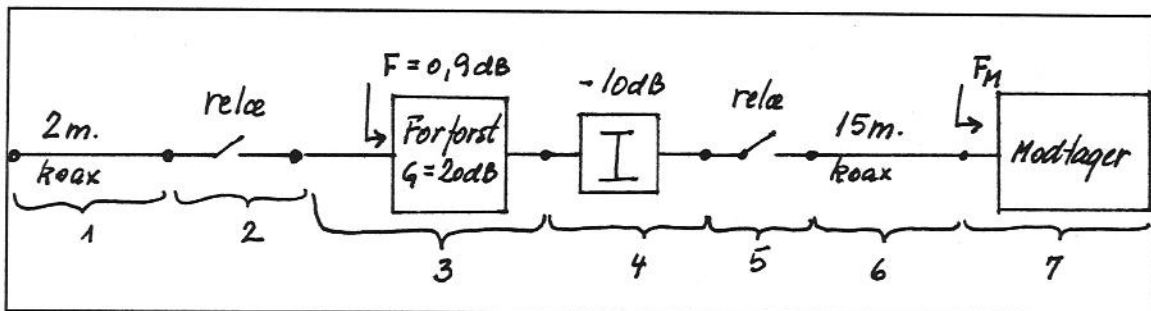 2m.
koax
relæ
F=0,9dB
Forforst
G=20dB
-10dB
I
relæ
15m.
koax
FM
Modtager
1
2
3
4
5
6
7